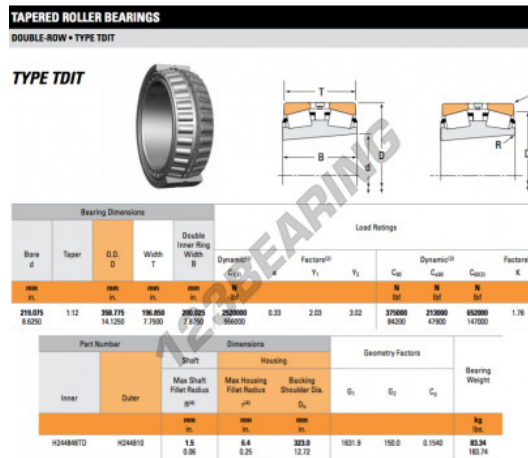 TAPERED ROLLER BEARINGS
DOUBLE-ROW • TYPE TDIT
TYPE TDIT
T
B
d
D
R
D
123BEARING
Bearing Dimensions
Load Ratings
Bore d
Taper
O.D. D
Width T
Double Inner Ring Width B
Dynamic(1) C1(2)
Factors(2)
e
Y1
Y2
Dynamic(3)
C90
Ca90
C90(2)
Factors
K
mm mm mm mm N N N N
in. in. in. in. lbf lbf lbf lbf
219.075 1:12 358.775 196.850 200.025 2520000 0.33 2.03 3.02 375000 213000 652000 1.76
8.6250 14.1250 7.7500 7.8750 566000 84200 47900 147000
Part Number
Dimensions
Geometry Factors
Bearing Weight
Shaft
Housing
Inner
Outer
Max Shaft Fillet Radius R(4)
Max Housing Fillet Radius r(4)
Backing Shoulder Dia. Db
G1
G2
Cg
mm mm mm kg
in. in. in. lbs.
H244848TD H244810 1.5 6.4 323.0 1631.9 150.0 0.1540 83.34
0.06 0.25 12.72 183.74